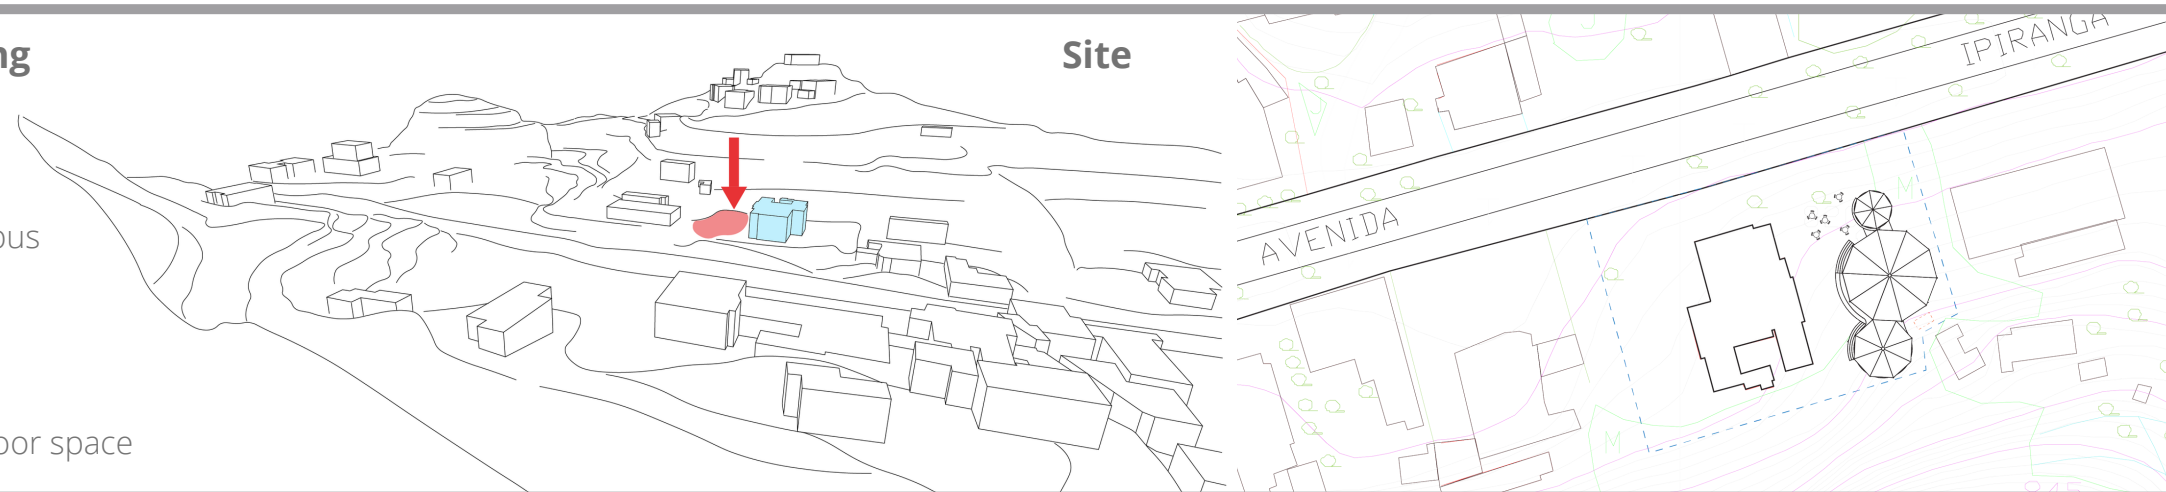 ng
ous
oor space
Site
AVENIDA
IPIRANGA
M
M